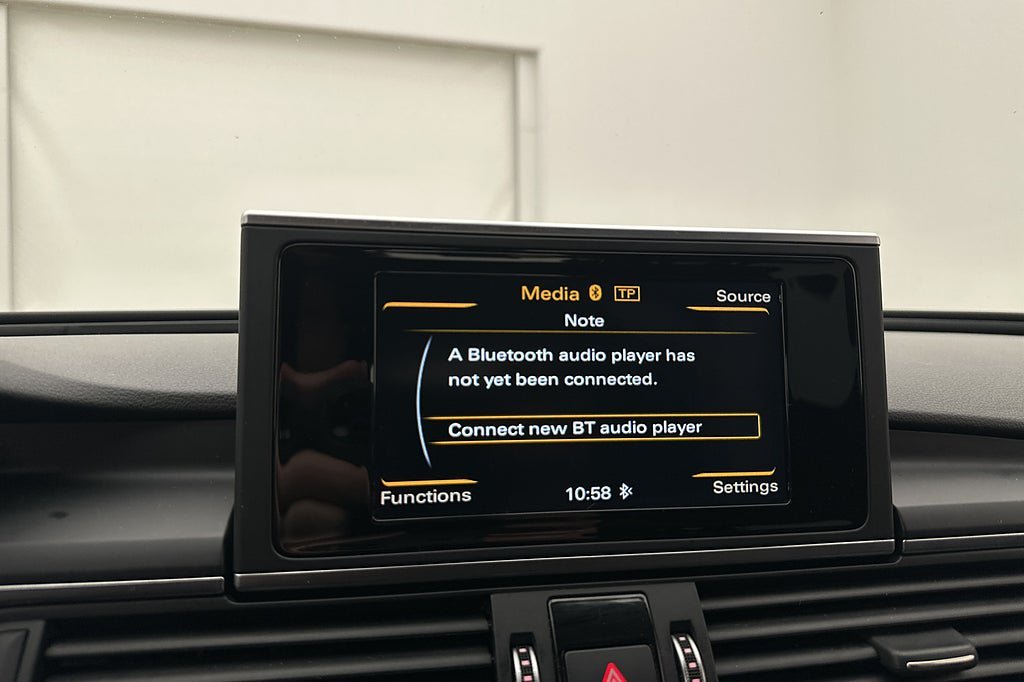 Media TP
Source
Note
A Bluetooth audio player has
not yet been connected.
Connect new BT audio player
Functions
10:58
Settings